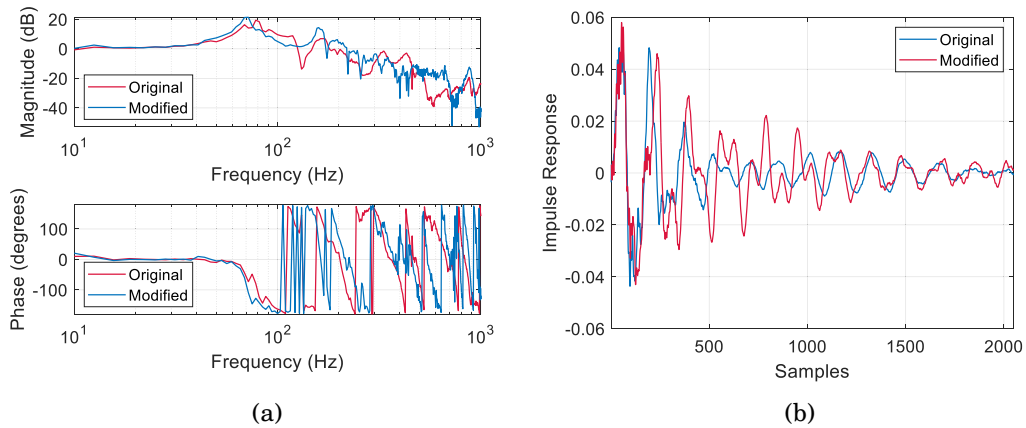 Magnitude (dB)
20
0
-20
-40
Original
Modified
10^1
10^2
10^3
Frequency (Hz)
Phase (degrees)
100
0
-100
Original
Modified
10^1
10^2
10^3
Frequency (Hz)
(a)
Impulse Response
0.06
0.04
0.02
0
-0.02
-0.04
-0.06
Original
Modified
500
1000
1500
2000
Samples
(b)